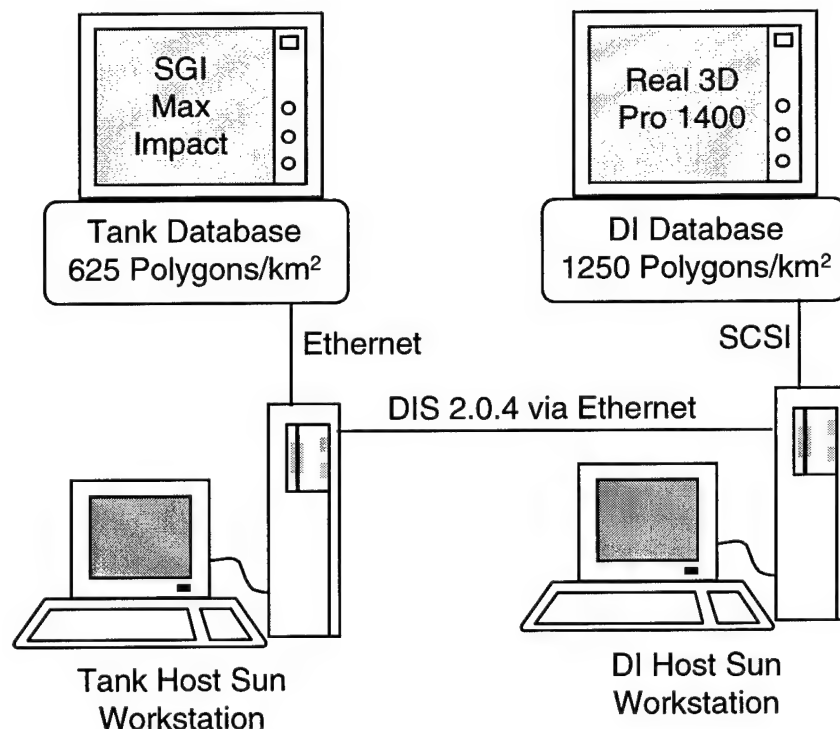 SGI
Max
Impact
Real 3D
Pro 1400
Tank Database
625 Polygons/km²
DI Database
1250 Polygons/km²
Ethernet
SCSI
DIS 2.0.4 via Ethernet
Tank Host Sun
Workstation
DI Host Sun
Workstation